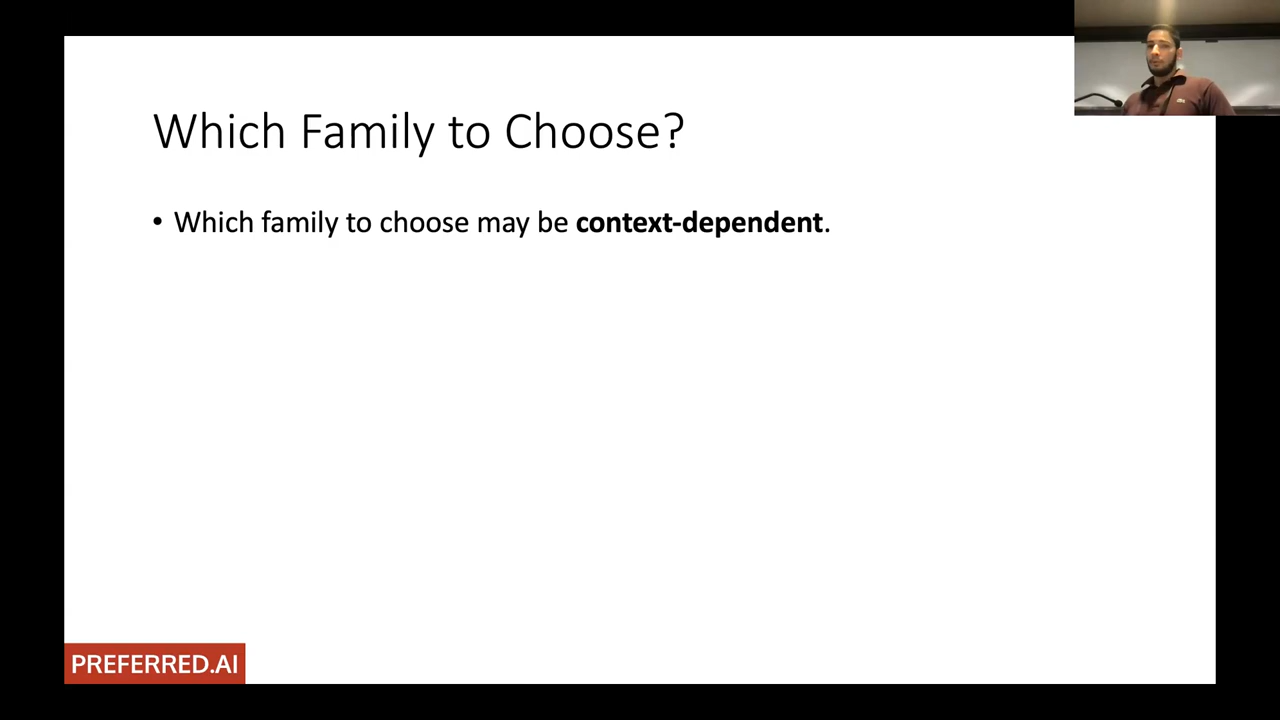 Which Family to Choose?
• Which family to choose may be context-dependent.
PREFERRED.AI